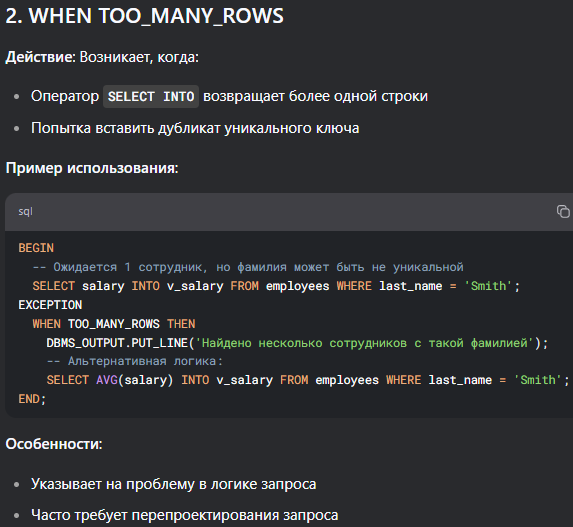 2. WHEN TOO_MANY_ROWS
Действие: Возникает, когда:
Оператор SELECT INTO возвращает более одной строки
Попытка вставить дубликат уникального ключа
Пример использования:
sql
BEGIN
-- Ожидается 1 сотрудник, но фамилия может быть не уникальной
SELECT salary INTO v_salary FROM employees WHERE last_name = 'Smith';
EXCEPTION
WHEN TOO_MANY_ROWS THEN
DBMS_OUTPUT.PUT_LINE('Найдено несколько сотрудников с такой фамилией');
-- Альтернативная логика:
SELECT AVG(salary) INTO v_salary FROM employees WHERE last_name = 'Smith';
END;
Особенности:
Указывает на проблему в логике запроса
Часто требует перепроектирования запроса